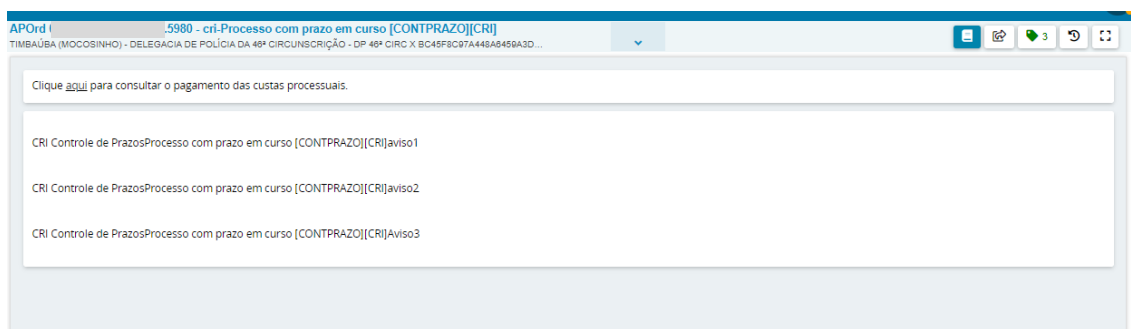 APOrd .5980 - cri-Processo com prazo em curso [CONTPRAZO][CRI]
TIMBAÚBA (MOCOSINHO) - DELEGACIA DE POLÍCIA DA 46ª CIRCUNSCRIÇÃO - DP 46ª CIRC X BC45F8C97A448A6459A3D...
3
Clique aqui para consultar o pagamento das custas processuais.
CRI Controle de PrazosProcesso com prazo em curso [CONTPRAZO][CRI]aviso1
CRI Controle de PrazosProcesso com prazo em curso [CONTPRAZO][CRI]aviso2
CRI Controle de PrazosProcesso com prazo em curso [CONTPRAZO][CRI]Aviso3